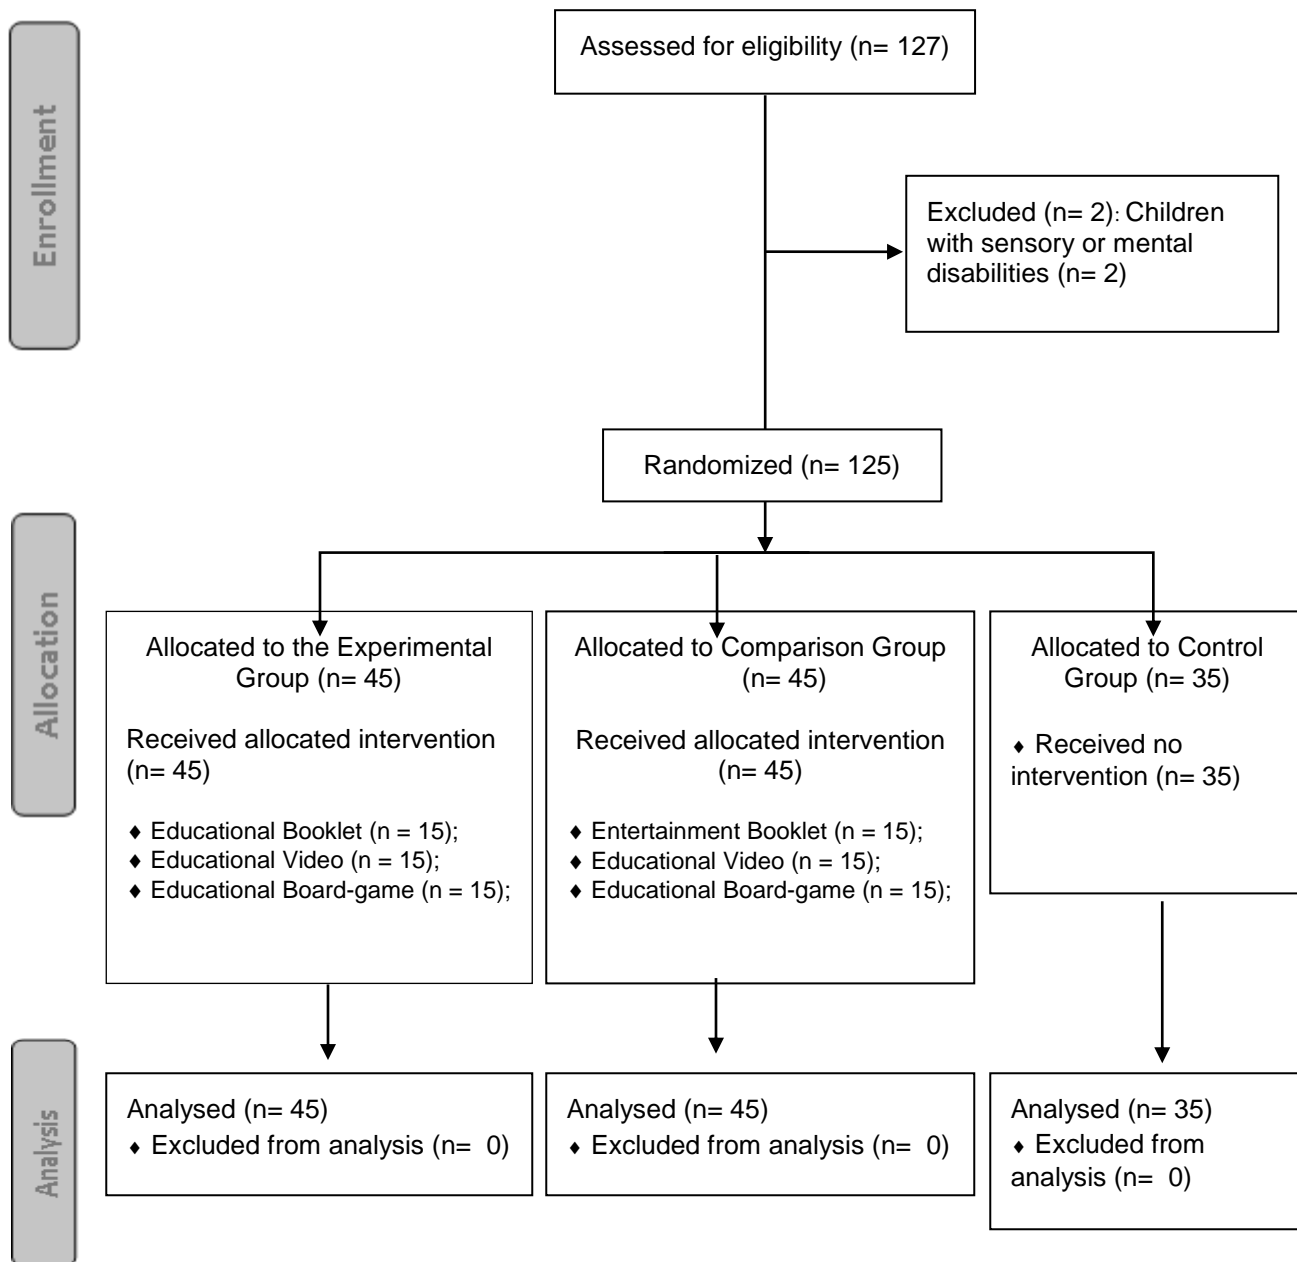 Enrollment
Assessed for eligibility (n= 127)
Excluded (n= 2): Children
with sensory or mental
disabilities (n= 2)
Randomized (n= 125)
Allocation
Allocated to the Experimental
Group (n= 45)
Received allocated intervention
(n= 45)
♦ Educational Booklet (n = 15);
♦ Educational Video (n = 15);
♦ Educational Board-game (n = 15);
Allocated to Comparison Group
(n= 45)
Received allocated intervention
(n= 45)
♦ Entertainment Booklet (n = 15);
♦ Educational Video (n = 15);
♦ Educational Board-game (n = 15);
Allocated to Control
Group (n= 35)
♦ Received no
intervention (n= 35)
Analysis
Analysed (n= 45)
♦ Excluded from analysis (n=  0)
Analysed (n= 45)
♦ Excluded from analysis (n=  0)
Analysed (n= 35)
♦ Excluded from
analysis (n=  0)